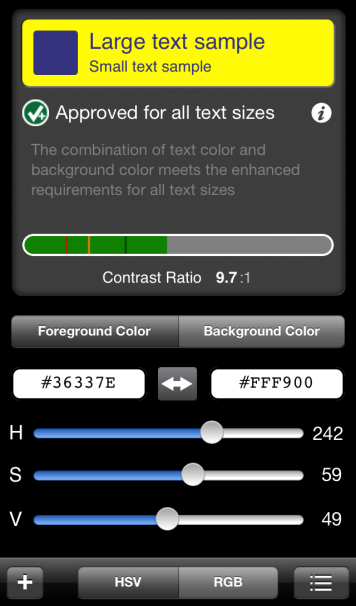 Large text sample
Small text sample
Approved for all text sizes
The combination of text color and
background color meets the enhanced
requirements for all text sizes
Contrast Ratio 9.7:1
Foreground Color Background Color
#36337E #FFF900
H 242
S 59
V 49
HSV RGB